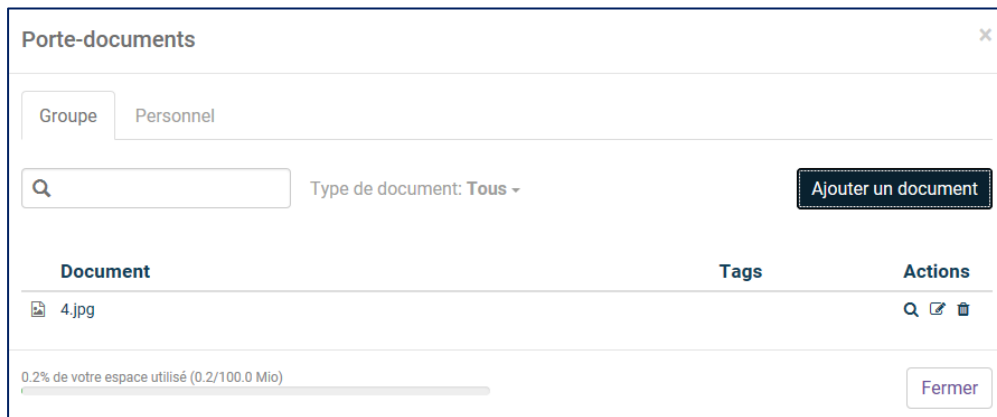 Porte-documents ×
Groupe Personnel
Type de document: Tous Ajouter un document
Document Tags Actions
4.jpg
0.2% de votre espace utilisé (0.2/100.0 Mio)
Fermer